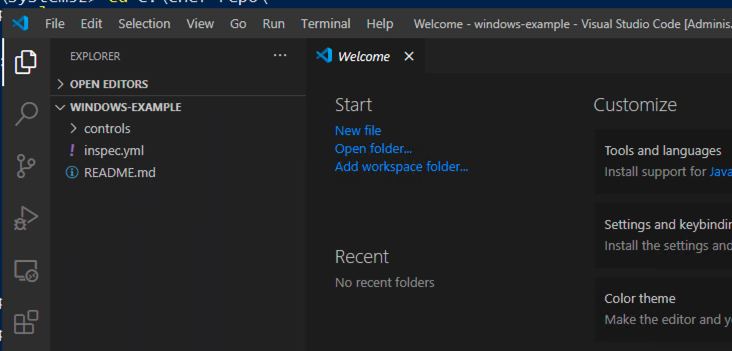 File Edit Selection View Go Run Terminal Help Welcome - windows-example - Visual Studio Code [Adminis
EXPLORER
Welcome
OPEN EDITORS
WINDOWS-EXAMPLE
controls
inspec.yml
README.md
Start
New file
Open folder...
Add workspace folder...
Recent
No recent folders
Customize
Tools and languages
Install support for Java
Settings and keybindin
Install the settings and
Color theme
Make the editor and y